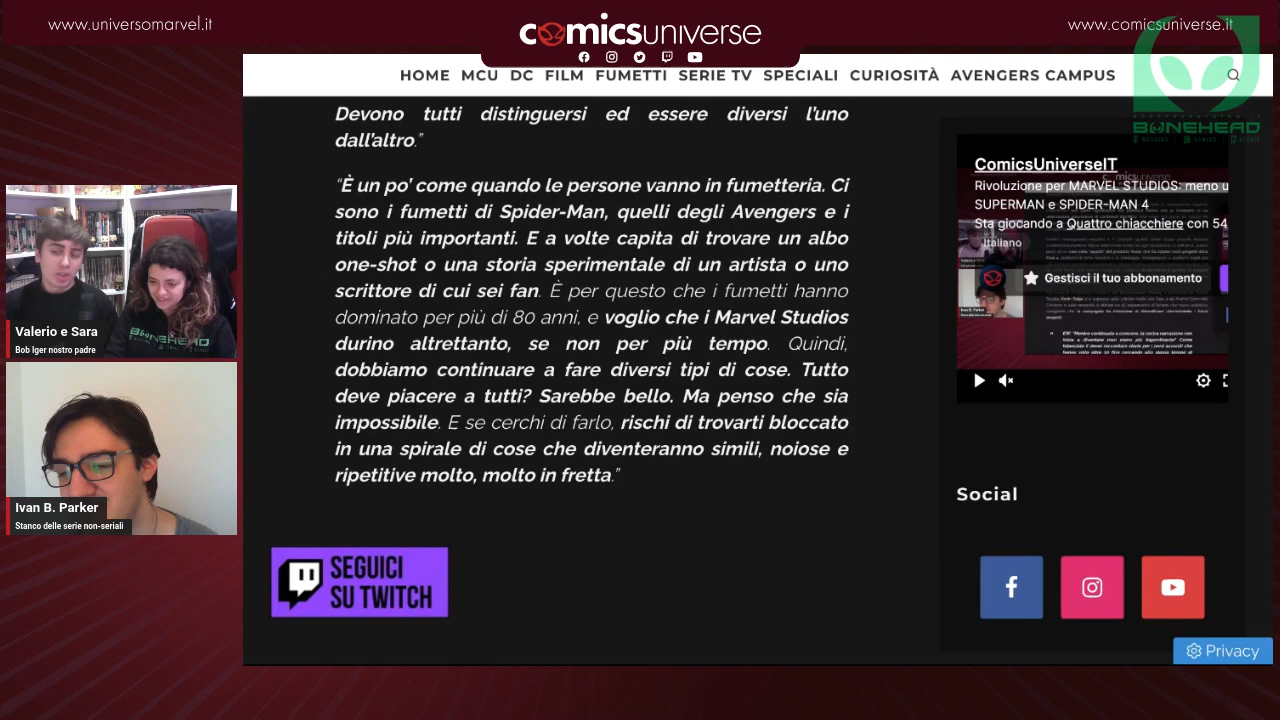 www.universomarvel.it
comicsuniverse
www.comicsuniverse.it
HOME MCU DC FILM FUMETTI SERIE TV SPECIALI CURIOSITÀ AVENGERS CAMPUS
BONEHEAD
Devono tutti distinguersi ed essere diversi l’uno
dall’altro.”
“È un po’ come quando le persone vanno in fumetteria. Ci
sono i fumetti di Spider-Man, quelli degli Avengers e i
titoli più importanti. E a volte capita di trovare un albo
one-shot o una storia sperimentale di un artista o uno
scrittore di cui sei fan. È per questo che i fumetti hanno
dominato per più di 80 anni, e voglio che i Marvel Studios
durino altrettanto, se non per più tempo. Quindi,
dobbiamo continuare a fare diversi tipi di cose. Tutto
deve piacere a tutti? Sarebbe bello. Ma penso che sia
impossibile. E se cerchi di farlo, rischi di trovarti bloccato
in una spirale di cose che diventeranno simili, noiose e
ripetitive molto, molto in fretta.”
SEGUICI
SU TWITCH
ComicsUniverseIT
Rivoluzione per MARVEL STUDIOS: meno u
SUPERMAN e SPIDER-MAN 4
Sta giocando a Quattro chiacchiere con 54
Italiano
Gestisci il tuo abbonamento
Social
Privacy
BONEHEAD
Valerio e Sara
Bob Iger nostro padre
Ivan B. Parker
Stanco delle serie non-seriali